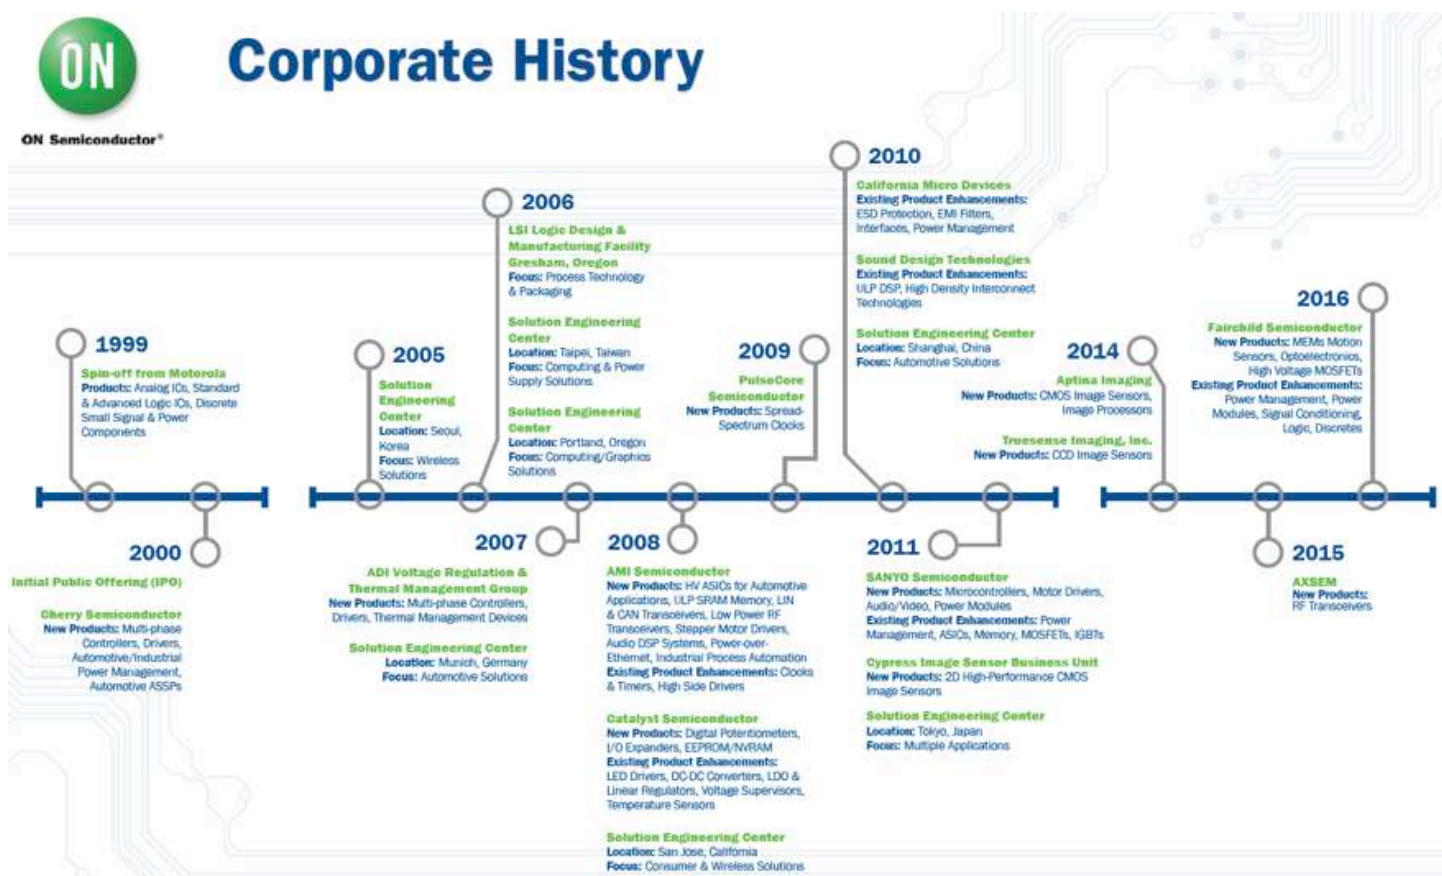 ON
Corporate History
ON Semiconductor®
1999
Spin-off from Motorola
Products: Analog ICs, Standard
& Advanced Logic ICs, Discrete
Small Signal & Power
Components
2000
Initial Public Offering (IPO)
Cherry Semiconductor
New Products: Multi-phase
Controllers, Drivers,
Automotive/Industrial
Power Management,
Automotive ASSPs
2005
Solution
Engineering
Center
Location: Seoul,
Korea
Focus: Wireless
Solutions
2006
LSI Logic Design &
Manufacturing Facility
Gresham, Oregon
Focus: Process Technology
& Packaging
Solution Engineering
Center
Location: Taipei, Taiwan
Focus: Computing & Power
Supply Solutions
Solution Engineering
Center
Location: Portland, Oregon
Focus: Computing/Graphics
Solutions
2007
ADI Voltage Regulation &
Thermal Management Group
New Products: Multi-phase Controllers,
Drivers, Thermal Management Devices
Solution Engineering Center
Location: Munich, Germany
Focus: Automotive Solutions
2008
AMI Semiconductor
New Products: HV ASICs for Automotive
Applications, ULP SRAM Memory, LIN
& CAN Transceivers, Low Power RF
Transceivers, Stepper Motor Drivers,
Audio DSP Systems, Power-over-
Ethernet, Industrial Process Automation
Existing Product Enhancements: Clocks
& Timers, High Side Drivers
Catalyst Semiconductor
New Products: Digital Potentiometers,
I/O Expanders, EEPROM/NVRAM
Existing Product Enhancements:
LED Drivers, DC-DC Converters, LDO &
Linear Regulators, Voltage Supervisors,
Temperature Sensors
Solution Engineering Center
Location: San Jose, California
Focus: Consumer & Wireless Solutions
2009
PulseCore
Semiconductor
New Products: Spread-
Spectrum Clocks
2010
California Micro Devices
Existing Product Enhancements:
ESD Protection, EMI Filters,
Interfaces, Power Management
Sound Design Technologies
Existing Product Enhancements:
ULP DSP, High Density Interconnect
Technologies
Solution Engineering Center
Location: Shanghai, China
Focus: Automotive Solutions
2011
SANYO Semiconductor
New Products: Microcontrollers, Motor Drivers,
Audio/Video, Power Modules
Existing Product Enhancements: Power
Management, ASICs, Memory, MOSFETs, IGBTs
Cypress Image Sensor Business Unit
New Products: 2D High-Performance CMOS
Image Sensors
Solution Engineering Center
Location: Tokyo, Japan
Focus: Multiple Applications
2014
Aptina Imaging
New Products: CMOS Image Sensors,
Image Processors
Truesense Imaging, Inc.
New Products: CCD Image Sensors
2015
AXSEM
New Products:
RF Transceivers
2016
Fairchild Semiconductor
New Products: MEMs Motion
Sensors, Optoelectronics,
High Voltage MOSFETs
Existing Product Enhancements:
Power Management, Power
Modules, Signal Conditioning,
Logic, Discretes